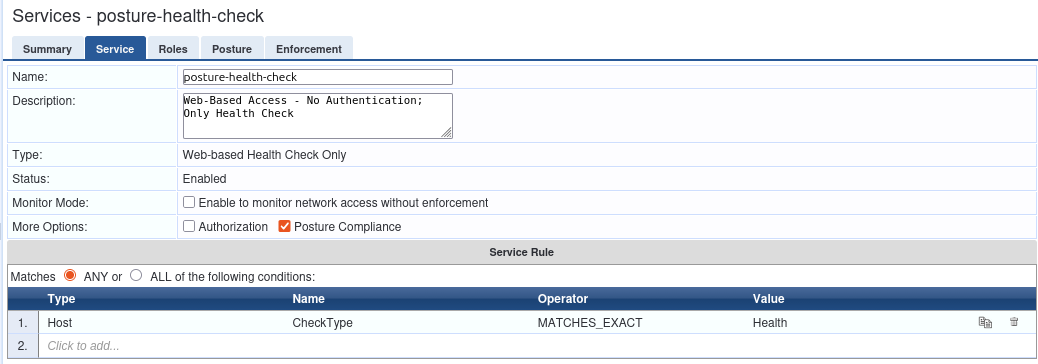 Services - posture-health-check
Summary Service Roles Posture Enforcement
Name: posture-health-check
Description: Web-Based Access - No Authentication;
Only Health Check
Type: Web-based Health Check Only
Status: Enabled
Monitor Mode: Enable to monitor network access without enforcement
More Options: Authorization Posture Compliance
Service Rule
Matches ANY or ALL of the following conditions:
Type Name Operator Value
1. Host CheckType MATCHES_EXACT Health
2. Click to add...